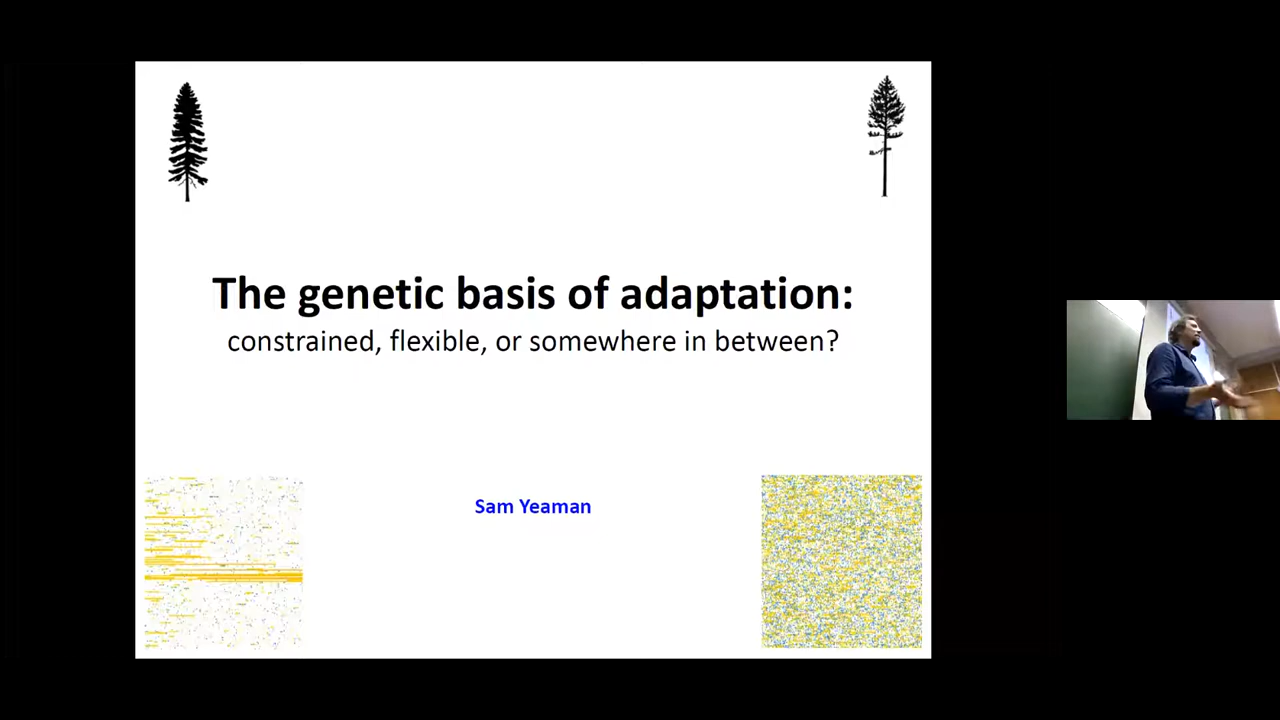 The genetic basis of adaptation:
constrained, flexible, or somewhere in between?
Sam Yeaman